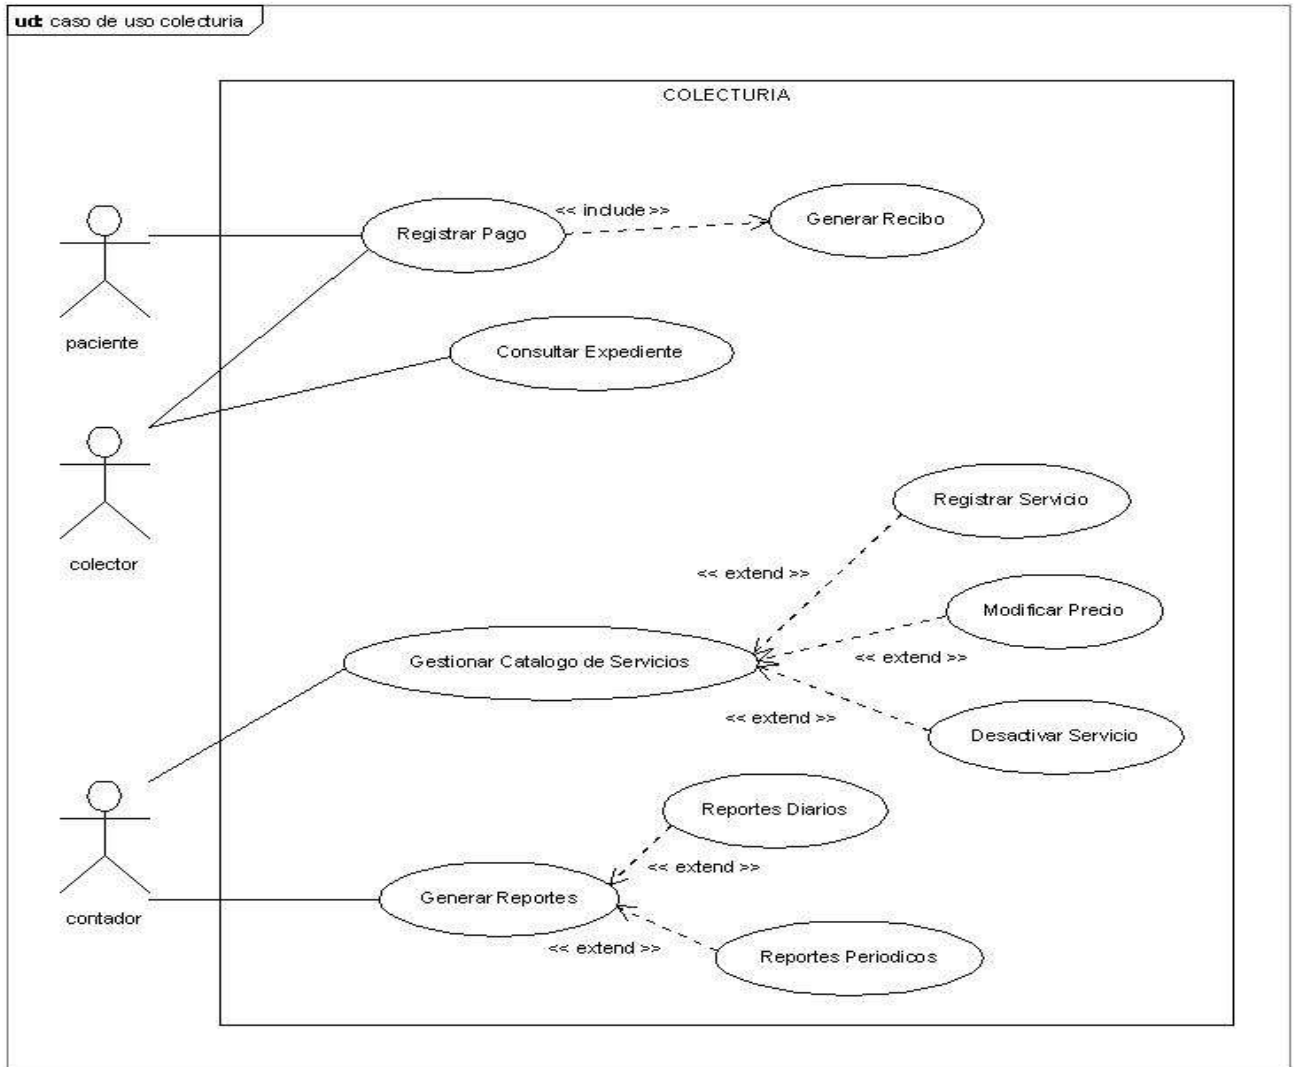 uct: caso de uso colecturia
COLECTURIA
<< include >>
Generar Recibo
Registrar Pago
paciente
Consultar Expediente
colector
Registrar Servicio
<< extend >>
Modificar Precio
<< extend >>
Gestionar Catalogo de Servicios
<< extend >>
Desactivar Servicio
Reportes Diarios
<< extend >>
Generar Reportes
contador
<< extend >>
Reportes Periodicos